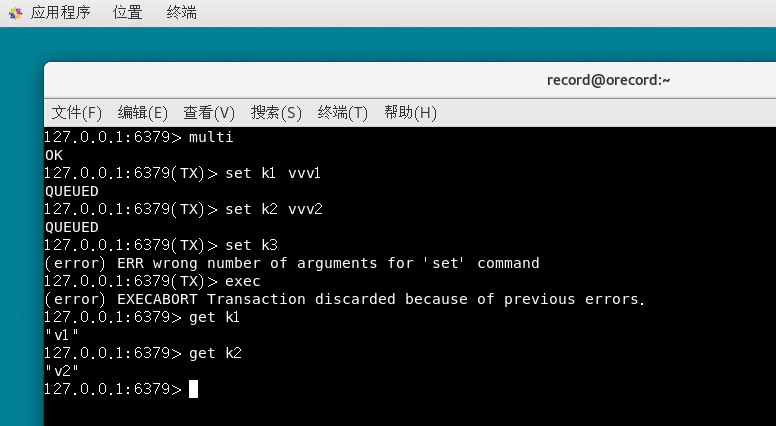 应用程序 位置 终端
record@orecord:~
文件(F) 编辑(E) 查看(V) 搜索(S) 终端(T) 帮助(H)
127.0.0.1:6379> multi
OK
127.0.0.1:6379(TX)> set k1 vvv1
QUEUED
127.0.0.1:6379(TX)> set k2 vvv2
QUEUED
127.0.0.1:6379(TX)> set k3
(error) ERR wrong number of arguments for 'set' command
127.0.0.1:6379(TX)> exec
(error) EXECABORT Transaction discarded because of previous errors.
127.0.0.1:6379> get k1
"v1"
127.0.0.1:6379> get k2
"v2"
127.0.0.1:6379>